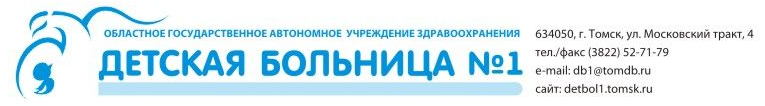 ОБЛАСТНОЕ ГОСУДАРСТВЕННОЕ АВТОНОМНОЕ УЧРЕЖДЕНИЕ ЗДРАВООХРАНЕНИЯ
ДЕТСКАЯ БОЛЬНИЦА №1
634050, г. Томск, ул. Московский тракт, 4
тел./факс (3822) 52-71-79
e-mail: db1@tomdb.ru
сайт: detbol1.tomsk.ru